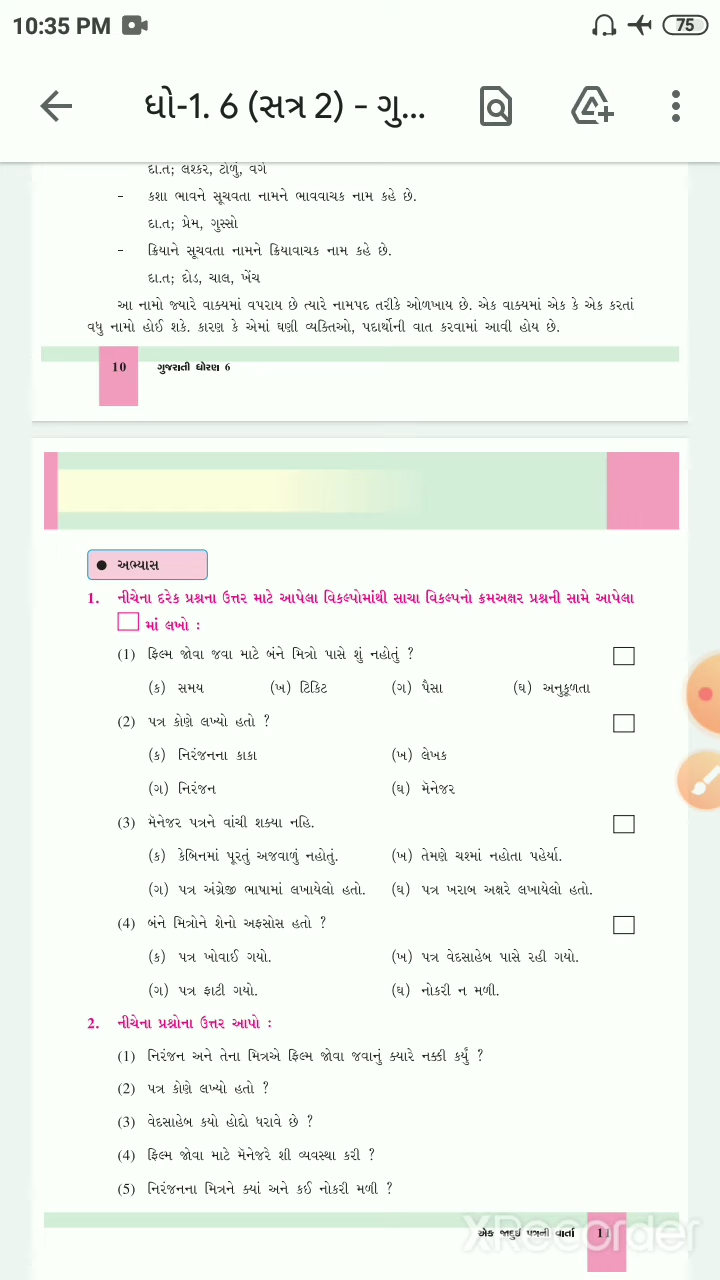 10:35 PM
75
ધો-1. 6 (સત્ર 2) - ગુ...
દા.ત; લશ્કર, ટોળું, વર્ગ
- કશા ભાવને સૂચવતા નામને ભાવવાચક નામ કહે છે.
દા.ત; પ્રેમ, ગુસ્સો
- ક્રિયાને સૂચવતા નામને ક્રિયાવાચક નામ કહે છે.
દા.ત; દોડ, ચાલ, ખેંચ
આ નામો જ્યારે વાક્યમાં વપરાય છે ત્યારે નામપદ તરીકે ઓળખાય છે. એક વાક્યમાં એક કે એક કરતાં
વધુ નામો હોઈ શકે. કારણ કે એમાં ઘણી વ્યક્તિઓ, પદાર્થોની વાત કરવામાં આવી હોય છે.
10 ગુજરાતી ધોરણ 6
● અભ્યાસ
1. નીચેના દરેક પ્રશ્નના ઉત્તર માટે આપેલા વિકલ્પોમાંથી સાચા વિકલ્પનો ક્રમઅક્ષર પ્રશ્નની સામે આપેલા
માં લખો :
(1) ફિલ્મ જોવા જવા માટે બંને મિત્રો પાસે શું નહોતું ?
(ક) સમય (ખ) ટિકિટ (ગ) પૈસા (ઘ) અનુકૂળતા
(2) પત્ર કોણે લખ્યો હતો ?
(ક) નિરંજનના કાકા (ખ) લેખક
(ગ) નિરંજન (ઘ) મૅનેજર
(3) મૅનેજર પત્રને વાંચી શક્યા નહિ.
(ક) કેબિનમાં પૂરતું અજવાળું નહોતું. (ખ) તેમણે ચશ્માં નહોતા પહેર્યા.
(ગ) પત્ર અંગ્રેજી ભાષામાં લખાયેલો હતો. (ઘ) પત્ર ખરાબ અક્ષરે લખાયેલો હતો.
(4) બંને મિત્રોને શેનો અફસોસ હતો ?
(ક) પત્ર ખોવાઈ ગયો. (ખ) પત્ર વેદસાહેબ પાસે રહી ગયો.
(ગ) પત્ર ફાટી ગયો. (ઘ) નોકરી ન મળી.
2. નીચેના પ્રશ્નોના ઉત્તર આપો :
(1) નિરંજન અને તેના મિત્રએ ફિલ્મ જોવા જવાનું ક્યારે નક્કી કર્યું ?
(2) પત્ર કોણે લખ્યો હતો ?
(3) વેદસાહેબ કયો હોદ્દો ધરાવે છે ?
(4) ફિલ્મ જોવા માટે મૅનેજરે શી વ્યવસ્થા કરી ?
(5) નિરંજનના મિત્રને ક્યાં અને કઈ નોકરી મળી ?
એક જાદુઈ પત્રની વાર્તા 11
XRecorder